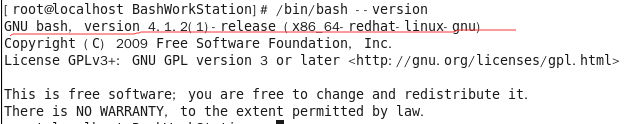 [root@localhost BashWorkStation]# /bin/bash --version
GNU bash, version 4.1.2(1)-release (x86_64-redhat-linux-gnu)
Copyright (C) 2009 Free Software Foundation, Inc.
License GPLv3+: GNU GPL version 3 or later <http://gnu.org/licenses/gpl.html>
This is free software; you are free to change and redistribute it.
There is NO WARRANTY, to the extent permitted by law.